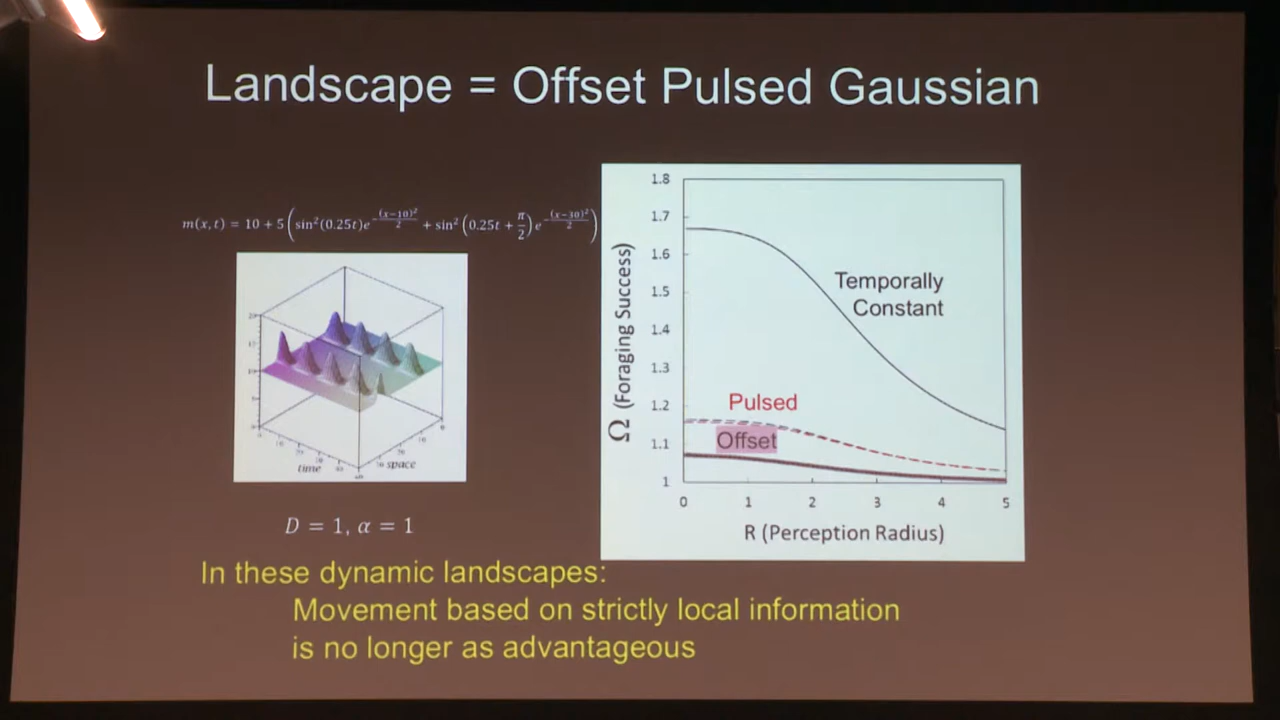 Landscape = Offset Pulsed Gaussian
m(x, t) = 10 + 5(sin²(0.25t)e^(-(x-10)²/2) + sin²(0.25t + π/2)e^(-(x-30)²/2))
time
space
D = 1, α = 1
Ω (Foraging Success)
1.8
1.7
1.6
1.5
1.4
1.3
1.2
1.1
1
Temporally
Constant
Pulsed
Offset
0 1 2 3 4 5
R (Perception Radius)
In these dynamic landscapes:
Movement based on strictly local information
is no longer as advantageous